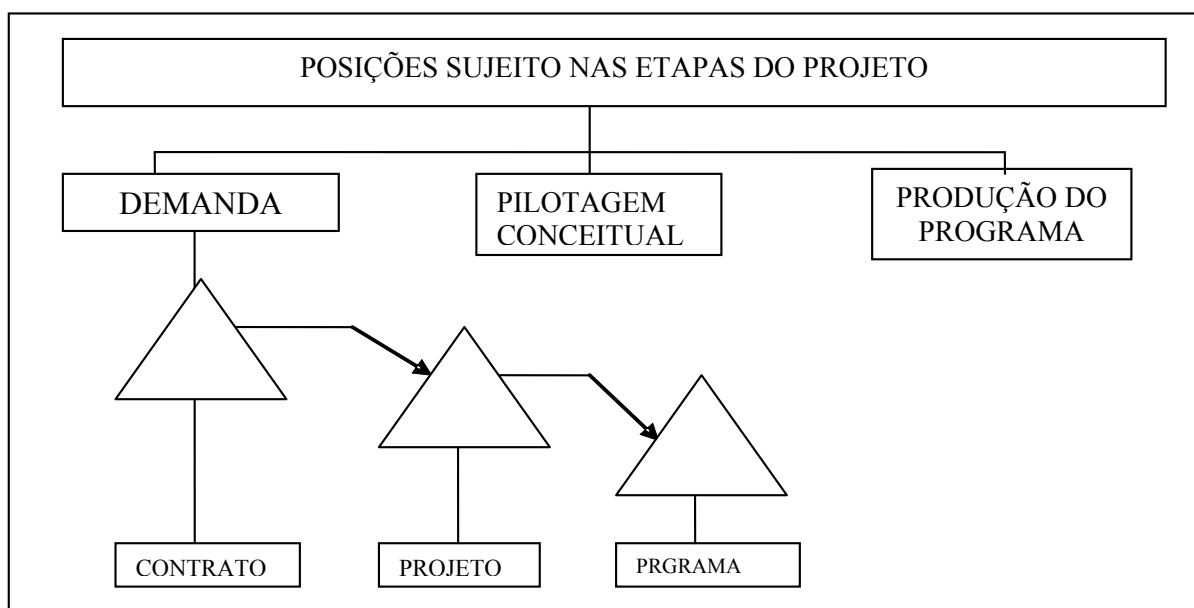 POSIÇÕES SUJEITO NAS ETAPAS DO PROJETO
DEMANDA
PILOTAGEM
CONCEITUAL
PRODUÇÃO DO
PROGRAMA
CONTRATO
PROJETO
PRGRAMA